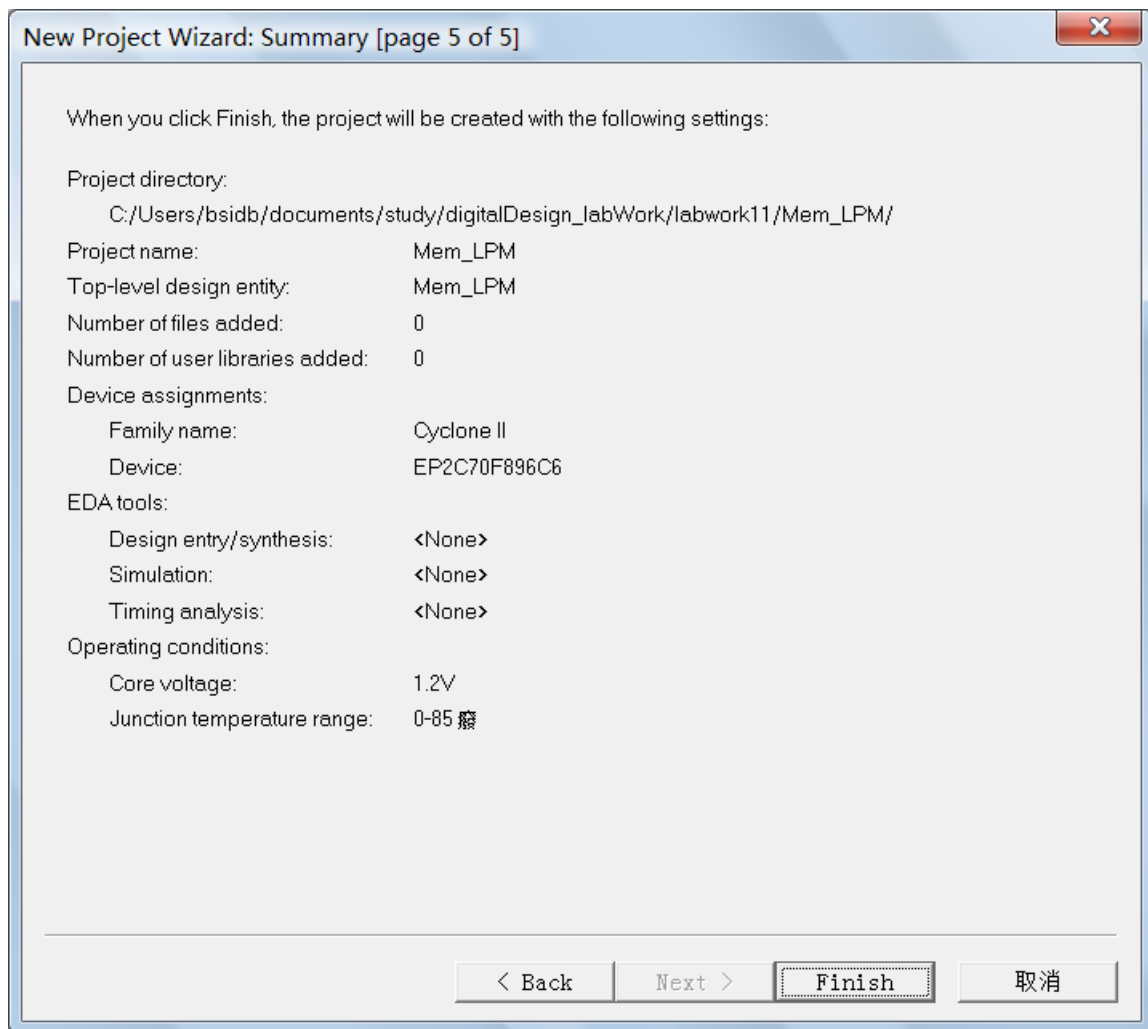 New Project Wizard: Summary [page 5 of 5]
When you click Finish, the project will be created with the following settings:
Project directory:
C:/Users/bsidb/documents/study/digitalDesign_labWork/labwork11/Mem_LPM/
Project name: Mem_LPM
Top-level design entity: Mem_LPM
Number of files added: 0
Number of user libraries added: 0
Device assignments:
Family name: Cyclone II
Device: EP2C70F896C6
EDA tools:
Design entry/synthesis: <None>
Simulation: <None>
Timing analysis: <None>
Operating conditions:
Core voltage: 1.2V
Junction temperature range: 0-85 癈
< Back Next > Finish 取消